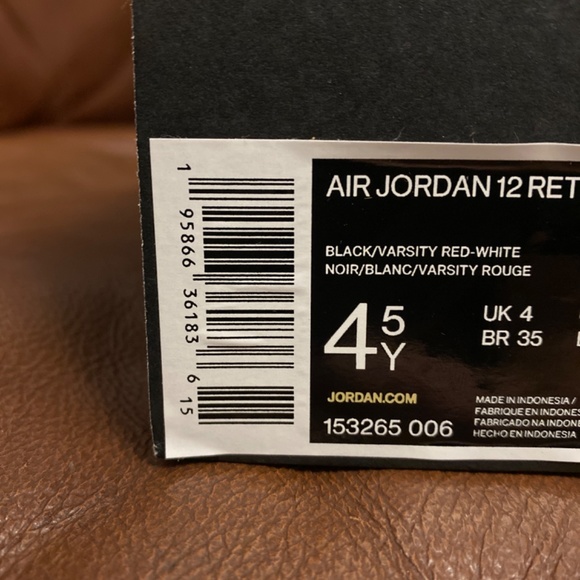 1 95866 36183 6 15
AIR JORDAN 12 RET
BLACK/VARSITY RED-WHITE
NOIR/BLANC/VARSITY ROUGE
4 5 Y
UK 4
BR 35
JORDAN.COM
153265 006
MADE IN INDONESIA /
FABRIQUE EN INDONES
FABRICADO NA INDONE
HECHO EN INDONESIA